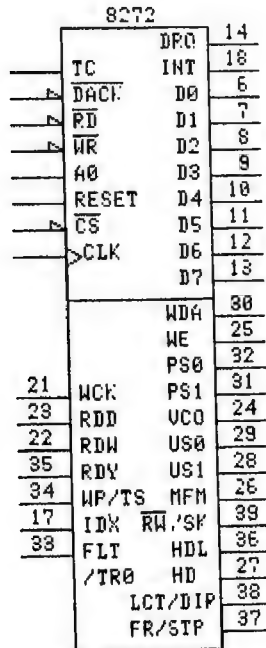 8272
DRQ 14
TC INT 18
DACK D0 6
RD D1 7
WR D2 8
A0 D3 9
RESET D4 10
CS D5 11
CLK D6 12
D7 13
WDA 30
WE 25
PS0 32
21 WCK PS1 31
23 RDD VCO 24
22 RDW US0 29
35 RDY US1 28
34 WP/TS MFM 26
17 IDX RW/SK 39
33 FLT HDL 36
/TR0 HD 27
LCT/DIR 38
FR/STP 37